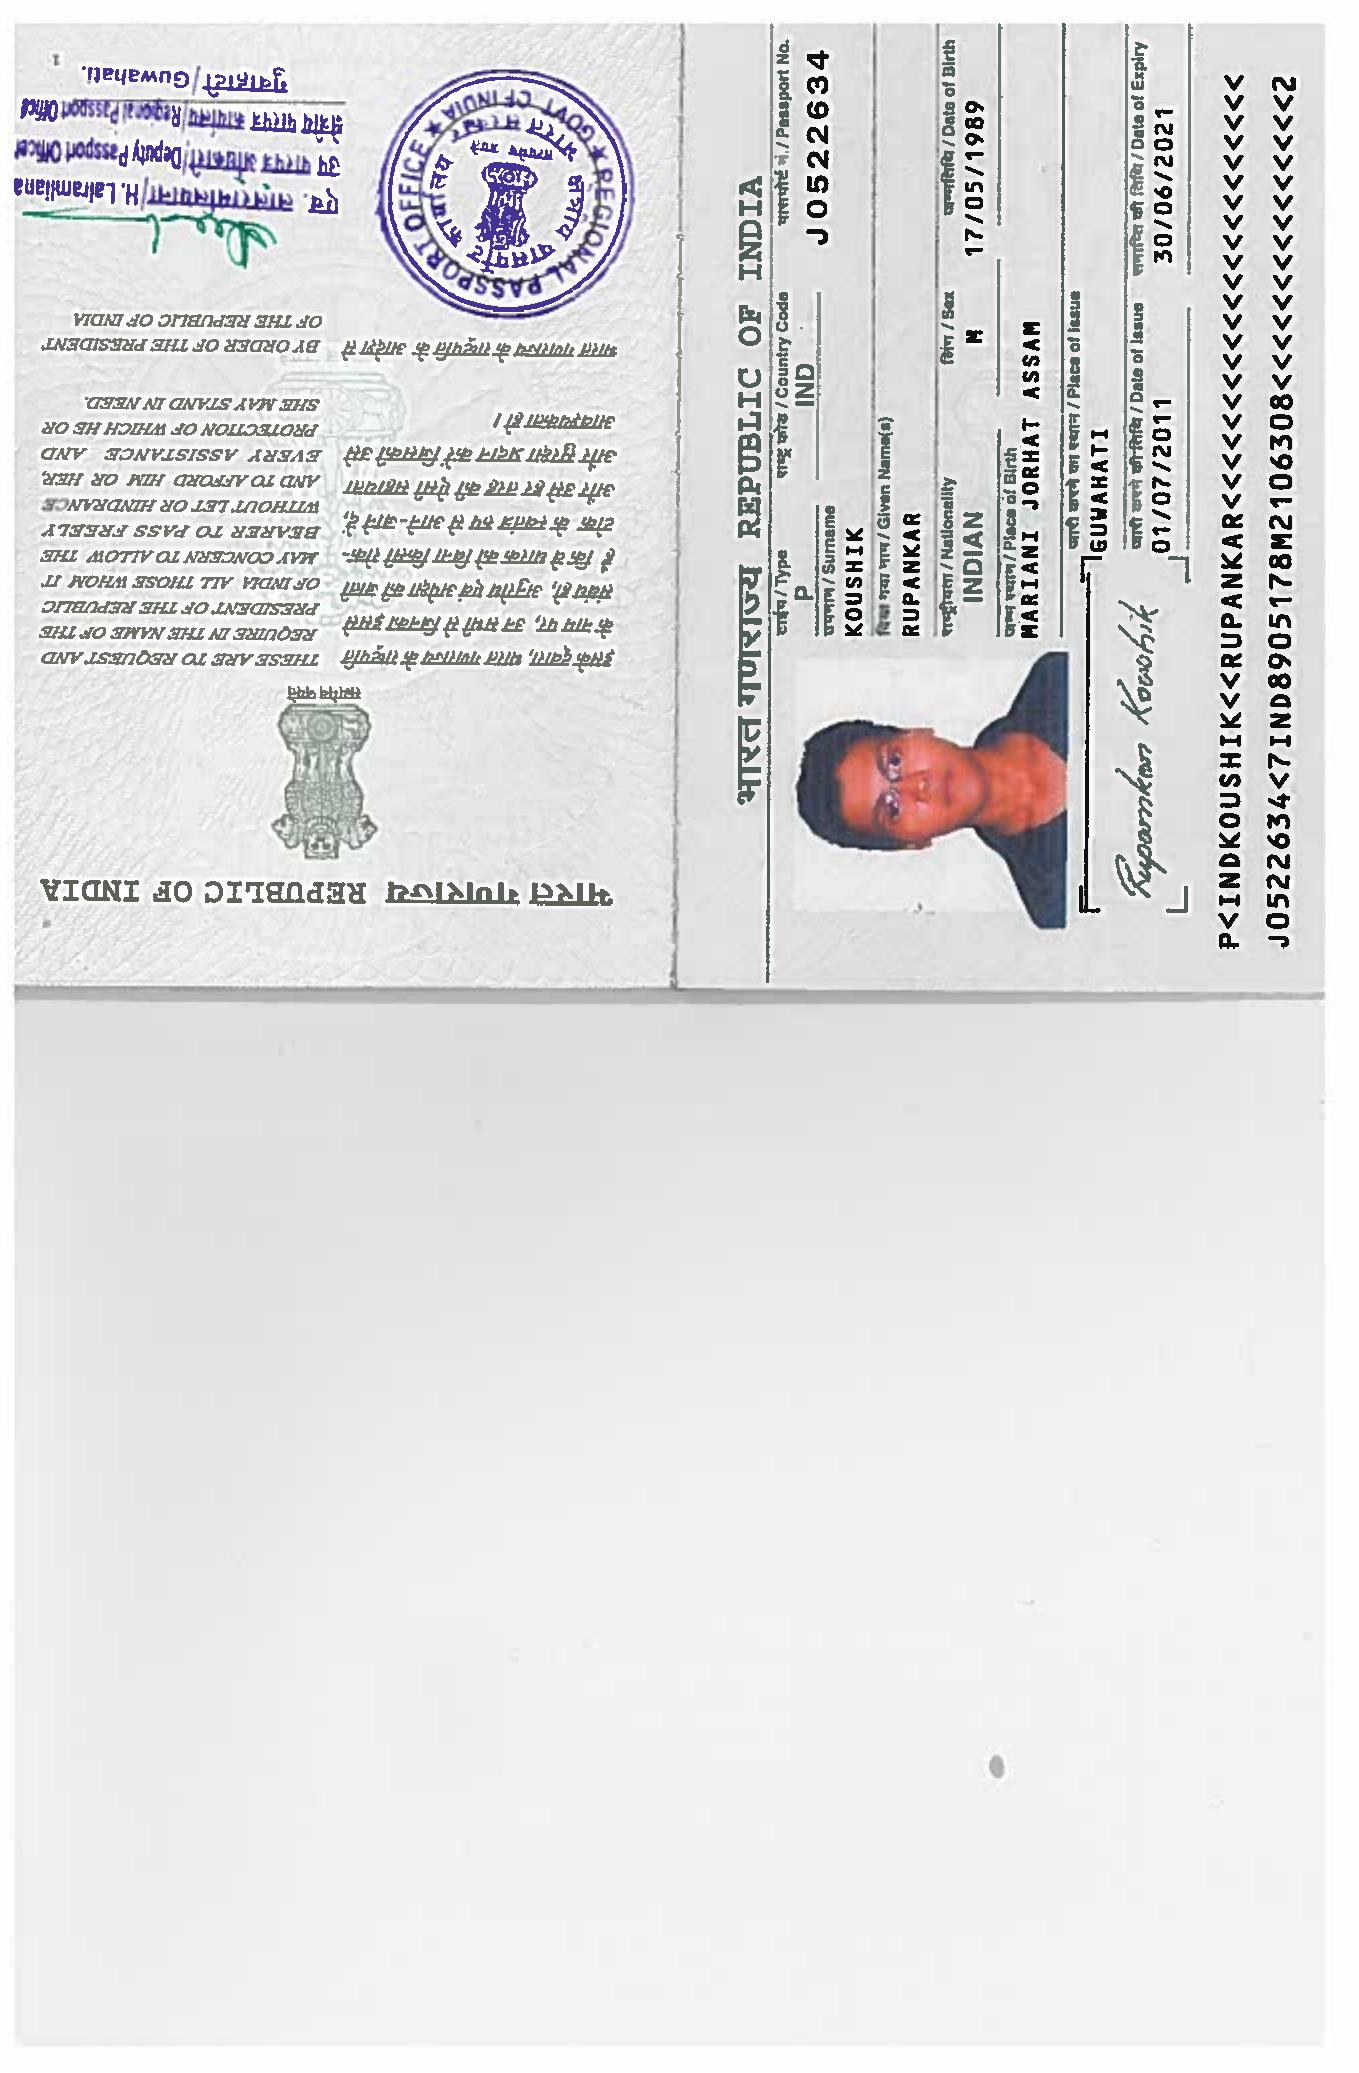 भारत गणराज्य REPUBLIC OF INDIA
सत्यमेव जयते
इसके द्वारा, भारत गणराज्य के राष्ट्रपति
के नाम पर, उन सभी से जिनका इससे
संबंध हो, अनुरोध एवं अपेक्षा की जाती
है कि वे धारक को बिना किसी रोक-
टोक के स्वतंत्र रूप से आने-जाने दें,
और उसे हर तरह की ऐसी सहायता
और सुरक्षा प्रदान करें जिसकी उसे
आवश्यकता हो।
THESE ARE TO REQUEST AND
REQUIRE IN THE NAME OF THE
PRESIDENT OF THE REPUBLIC
OF INDIA ALL THOSE WHOM IT
MAY CONCERN TO ALLOW THE
BEARER TO PASS FREELY
WITHOUT LET OR HINDRANCE
AND TO AFFORD HIM OR HER,
EVERY ASSISTANCE AND
PROTECTION OF WHICH HE OR
SHE MAY STAND IN NEED.
भारत गणराज्य के राष्ट्रपति के आदेश से
BY ORDER OF THE PRESIDENT
OF THE REPUBLIC OF INDIA
REGIONAL PASSPORT OFFICE ★ GOVT OF INDIA ★
पासपोर्ट कार्यालय भारत सरकार
सत्यमेव जयते
H. Lalramliana
उप पारपत्र अधिकारी/Deputy Passport Officer
क्षेत्रीय पारपत्र कार्यालय/Regional Passport Office
गुवाहाटी/Guwahati.
1
भारत गणराज्य REPUBLIC OF INDIA
टाईप / Type
राष्ट्र कोड / Country Code
पासपोर्ट नं. / Passport No.
P
IND
J0522634
उपनाम / Surname
KOUSHIK
दिया गया नाम / Given Name(s)
RUPANKAR
राष्ट्रीयता / Nationality
लिंग / Sex
जन्मतिथि / Date of Birth
INDIAN
M
17/05/1989
जन्म स्थान / Place of Birth
MARIANI JORHAT ASSAM
जारी करने का स्थान / Place of Issue
GUWAHATI
जारी करने की तिथि / Date of Issue
समाप्ति की तिथि / Date of Expiry
01/07/2011
30/06/2021
Rupamkar Koushik
P<INDKOUSHIK<<RUPANKAR<<<<<<<<<<<<<<<<<<<<<<
J0522634<7IND8905178M2106308<<<<<<<<<<<<<<<2